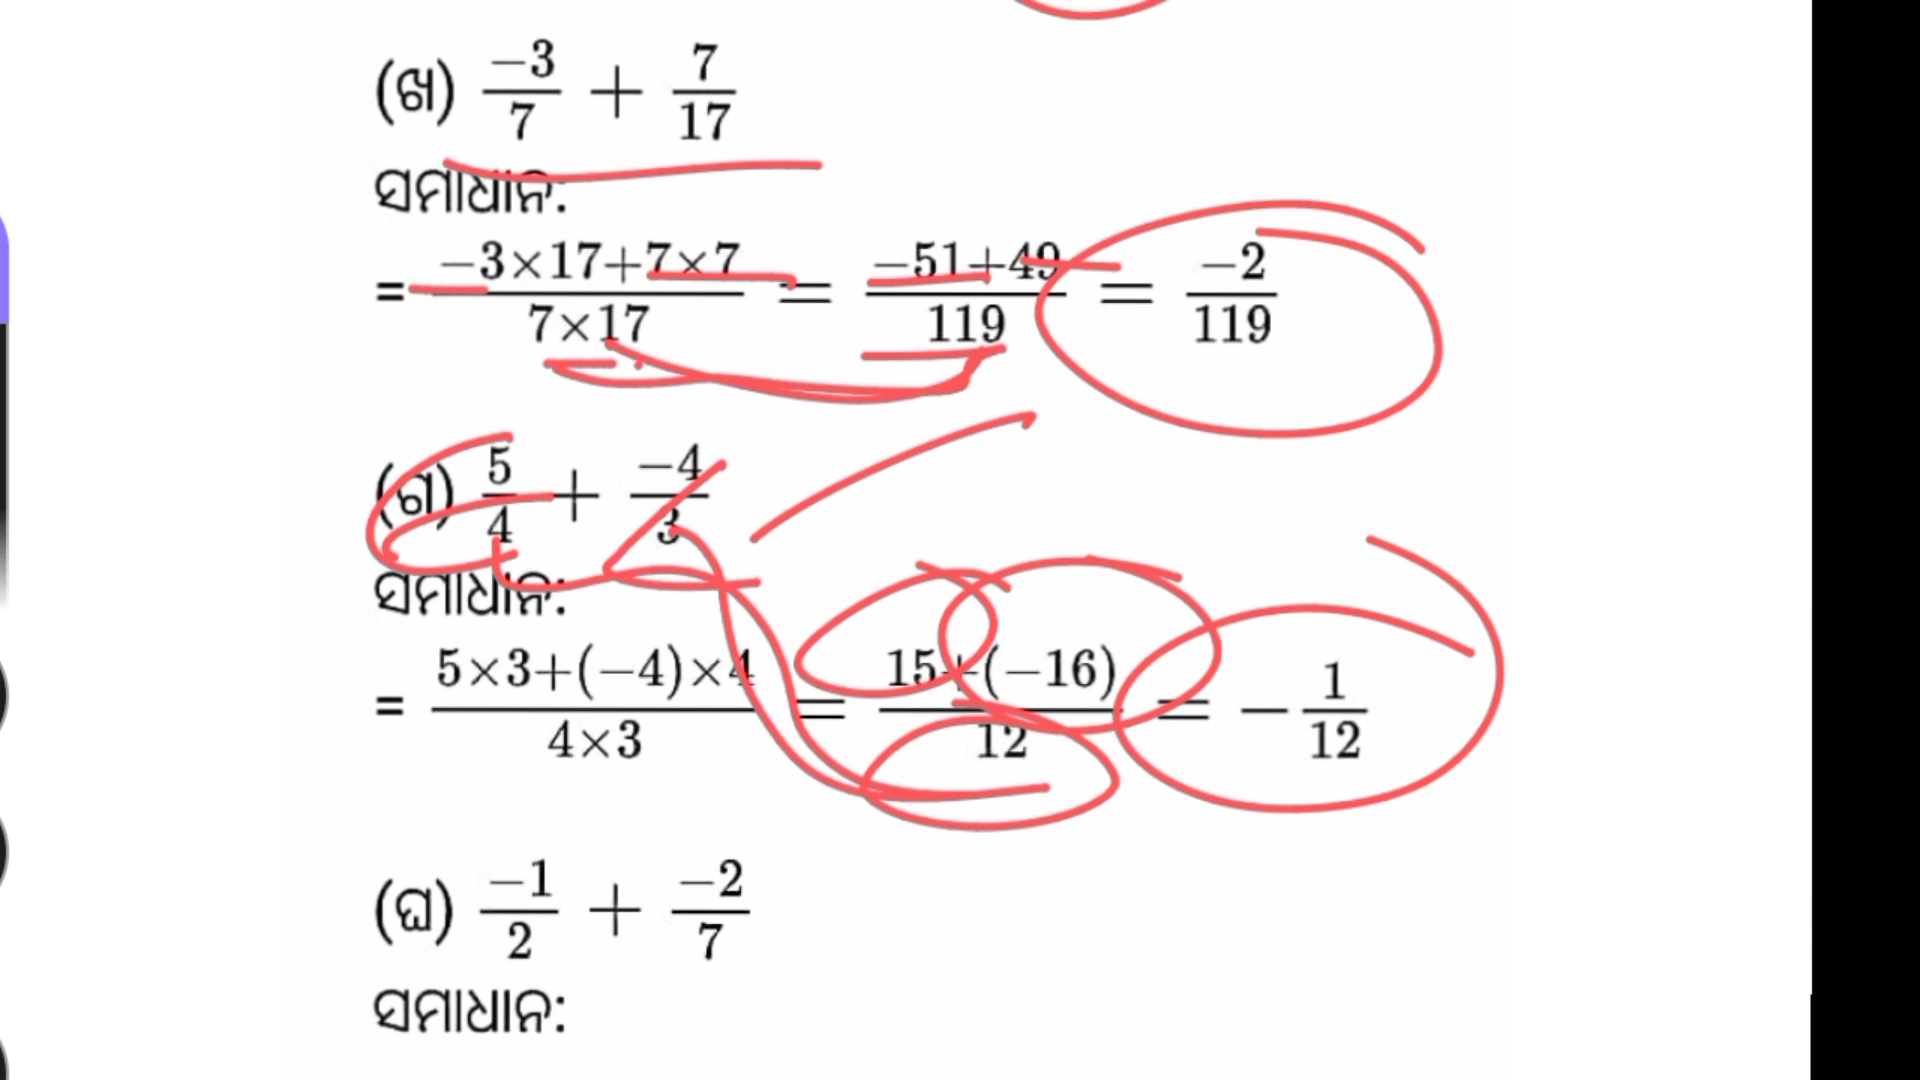 (ଖ) −3/7 + 7/17
ସମାଧାନ:
= −3×17+7×7/7×17 = −51+49/119 = −2/119
(ଗ) 5/4 + −4/3
ସମାଧାନ:
= 5×3+(−4)×4/4×3 = 15+(−16)/12 = −1/12
(ଘ) −1/2 + −2/7
ସମାଧାନ: